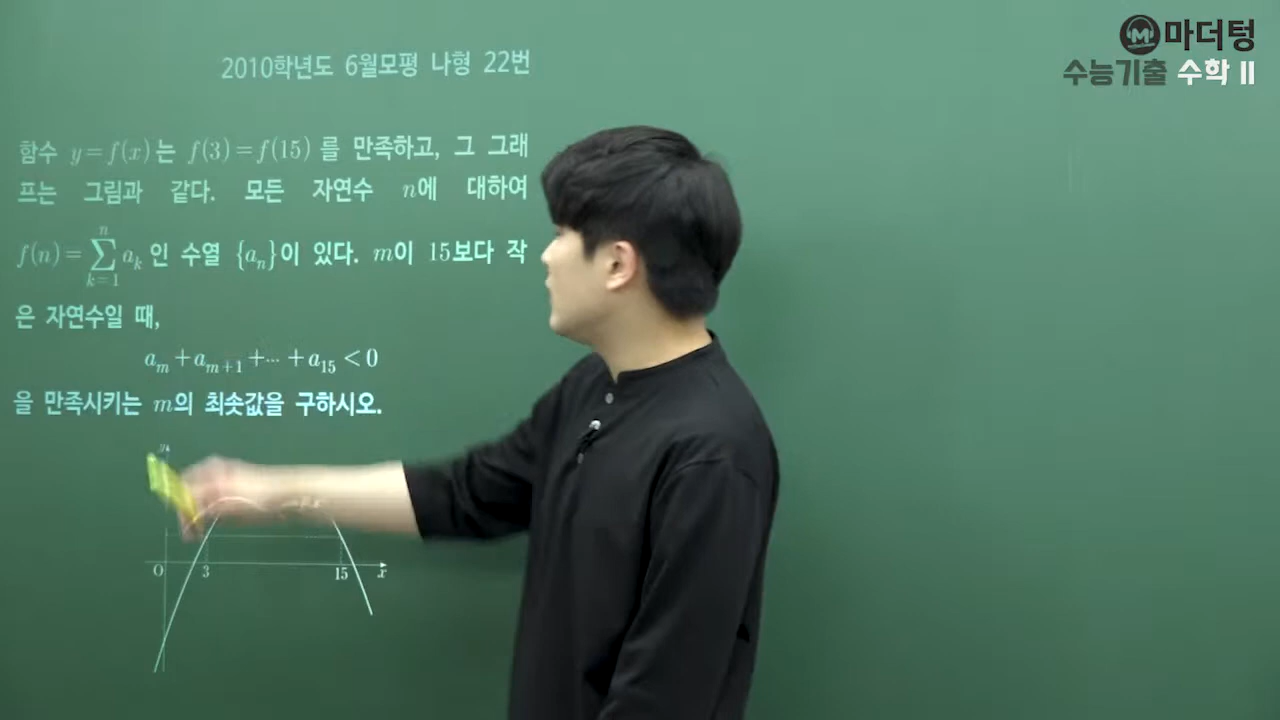 마더텅
수능기출 수학 II
2010학년도 6월모평 나형 22번
함수 y=f(x)는 f(3)=f(15)를 만족하고, 그 그래
프는 그림과 같다. 모든 자연수 n에 대하여
f(n)=∑_{k=1}^{n} a_k인 수열 {a_n}이 있다. m이 15보다 작
은 자연수일 때,
a_m+a_{m+1}+⋯+a_{15}<0
을 만족시키는 m의 최솟값을 구하시오.
y
O 3 15 x